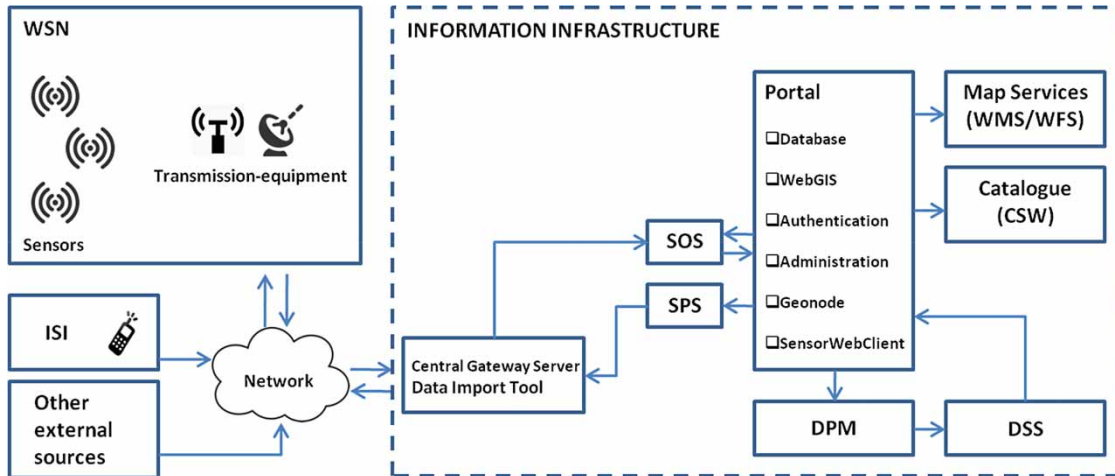 WSN
Transmission-equipment
Sensors
ISI
Other
external
sources
Network
INFORMATION INFRASTRUCTURE
Central Gateway Server
Data Import Tool
SOS
SPS
Portal
Database
WebGIS
Authentication
Administration
Geonode
SensorWebClient
Map Services
(WMS/WFS)
Catalogue
(CSW)
DPM
DSS